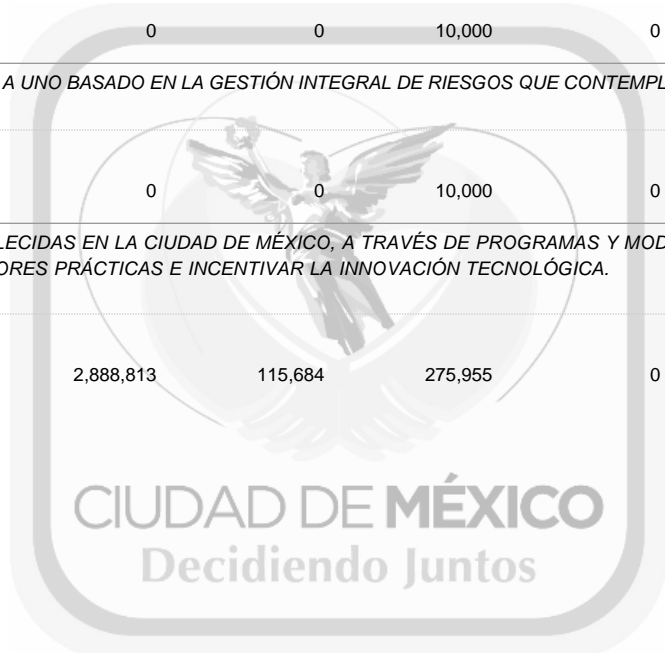 0 0 10,000 0
A UNO BASADO EN LA GESTIÓN INTEGRAL DE RIESGOS QUE CONTEMPL
0 0 10,000 0
LECIDAS EN LA CIUDAD DE MÉXICO, A TRAVÉS DE PROGRAMAS Y MOD
ORES PRÁCTICAS E INCENTIVAR LA INNOVACIÓN TECNOLÓGICA.
2,888,813 115,684 275,955 0
CIUDAD DE MÉXICO
Decidiendo Juntos